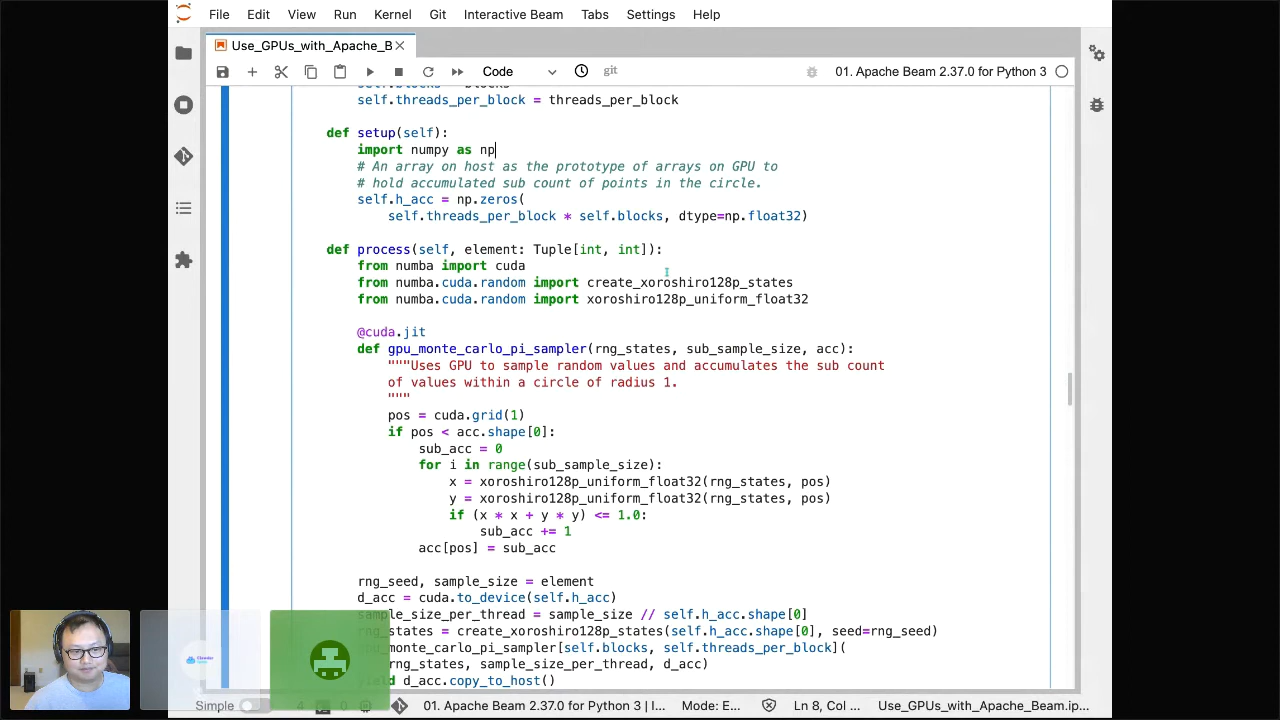 File Edit View Run Kernel Git Interactive Beam Tabs Settings Help
Use_GPUs_with_Apache_B
Code git 01. Apache Beam 2.37.0 for Python 3
self.threads_per_block = threads_per_block
def setup(self):
import numpy as np
# An array on host as the prototype of arrays on GPU to
# hold accumulated sub count of points in the circle.
self.h_acc = np.zeros(
self.threads_per_block * self.blocks, dtype=np.float32)
def process(self, element: Tuple[int, int]):
from numba import cuda
from numba.cuda.random import create_xoroshiro128p_states
from numba.cuda.random import xoroshiro128p_uniform_float32
@cuda.jit
def gpu_monte_carlo_pi_sampler(rng_states, sub_sample_size, acc):
"""Uses GPU to sample random values and accumulates the sub count
of values within a circle of radius 1.
"""
pos = cuda.grid(1)
if pos < acc.shape[0]:
sub_acc = 0
for i in range(sub_sample_size):
x = xoroshiro128p_uniform_float32(rng_states, pos)
y = xoroshiro128p_uniform_float32(rng_states, pos)
if (x * x + y * y) <= 1.0:
sub_acc += 1
acc[pos] = sub_acc
rng_seed, sample_size = element
d_acc = cuda.to_device(self.h_acc)
sample_size_per_thread = sample_size // self.h_acc.shape[0]
rng_states = create_xoroshiro128p_states(self.h_acc.shape[0], seed=rng_seed)
_monte_carlo_pi_sampler[self.blocks, self.threads_per_block](
rng_states, sample_size_per_thread, d_acc)
yield d_acc.copy_to_host()
Simple 4 0 01. Apache Beam 2.37.0 for Python 3 | I... Mode: E... Ln 8, Col ... Use_GPUs_with_Apache_Beam.ip...